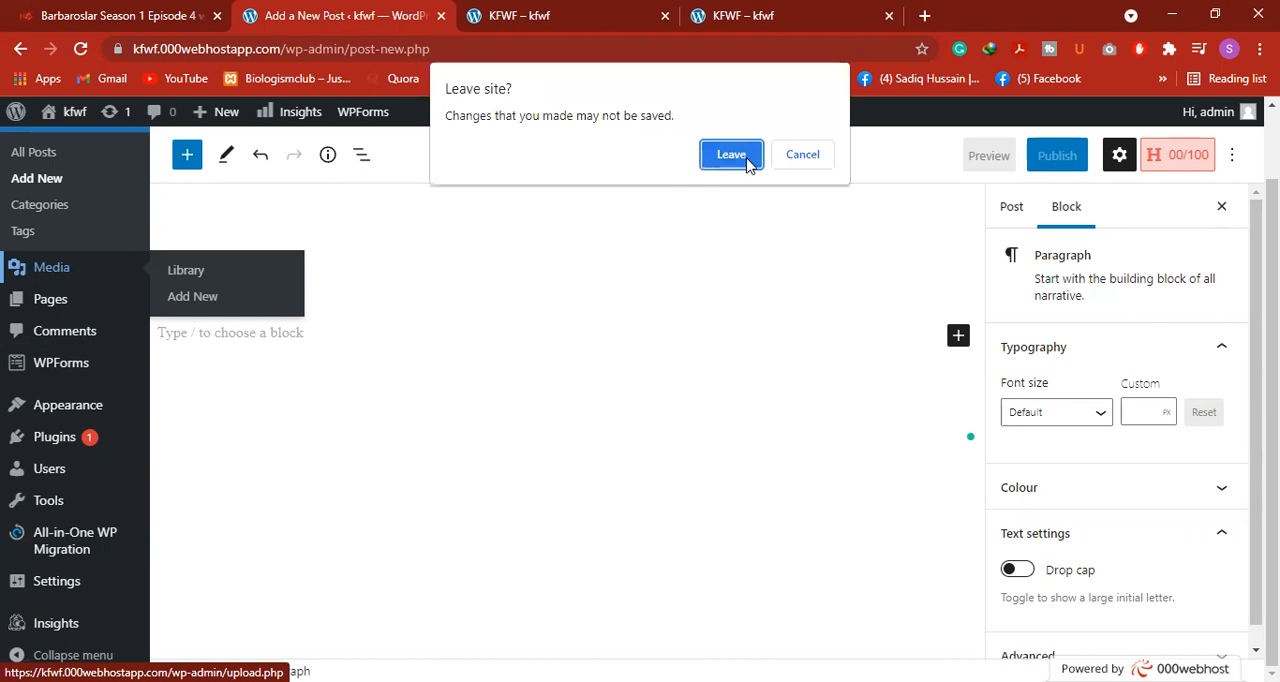 Barbaroslar Season 1 Episode 4 w
Add a New Post ‹ kfwf — WordPr
KFWF – kfwf
KFWF – kfwf
kfwf.000webhostapp.com/wp-admin/post-new.php
Apps
Gmail
YouTube
Biologismclub – Jus...
Quora
(4) Sadiq Hussain |...
(5) Facebook
»
Reading list
S
kfwf
1
0
New
Insights
WPForms
Hi, admin
Leave site?
Changes that you made may not be saved.
Leave
Cancel
Preview
Publish
H 00/100
All Posts
Add New
Categories
Tags
Media
Pages
Comments
WPForms
Appearance
Plugins 1
Users
Tools
All-in-One WP
Migration
Settings
Insights
Collapse menu
Library
Add New
Type / to choose a block
Post
Block
Paragraph
Start with the building block of all
narrative.
Typography
Font size
Custom
Default
PX
Reset
Colour
Text settings
Drop cap
Toggle to show a large initial letter.
Advanced
https://kfwf.000webhostapp.com/wp-admin/upload.php
aph
Powered by 000webhost